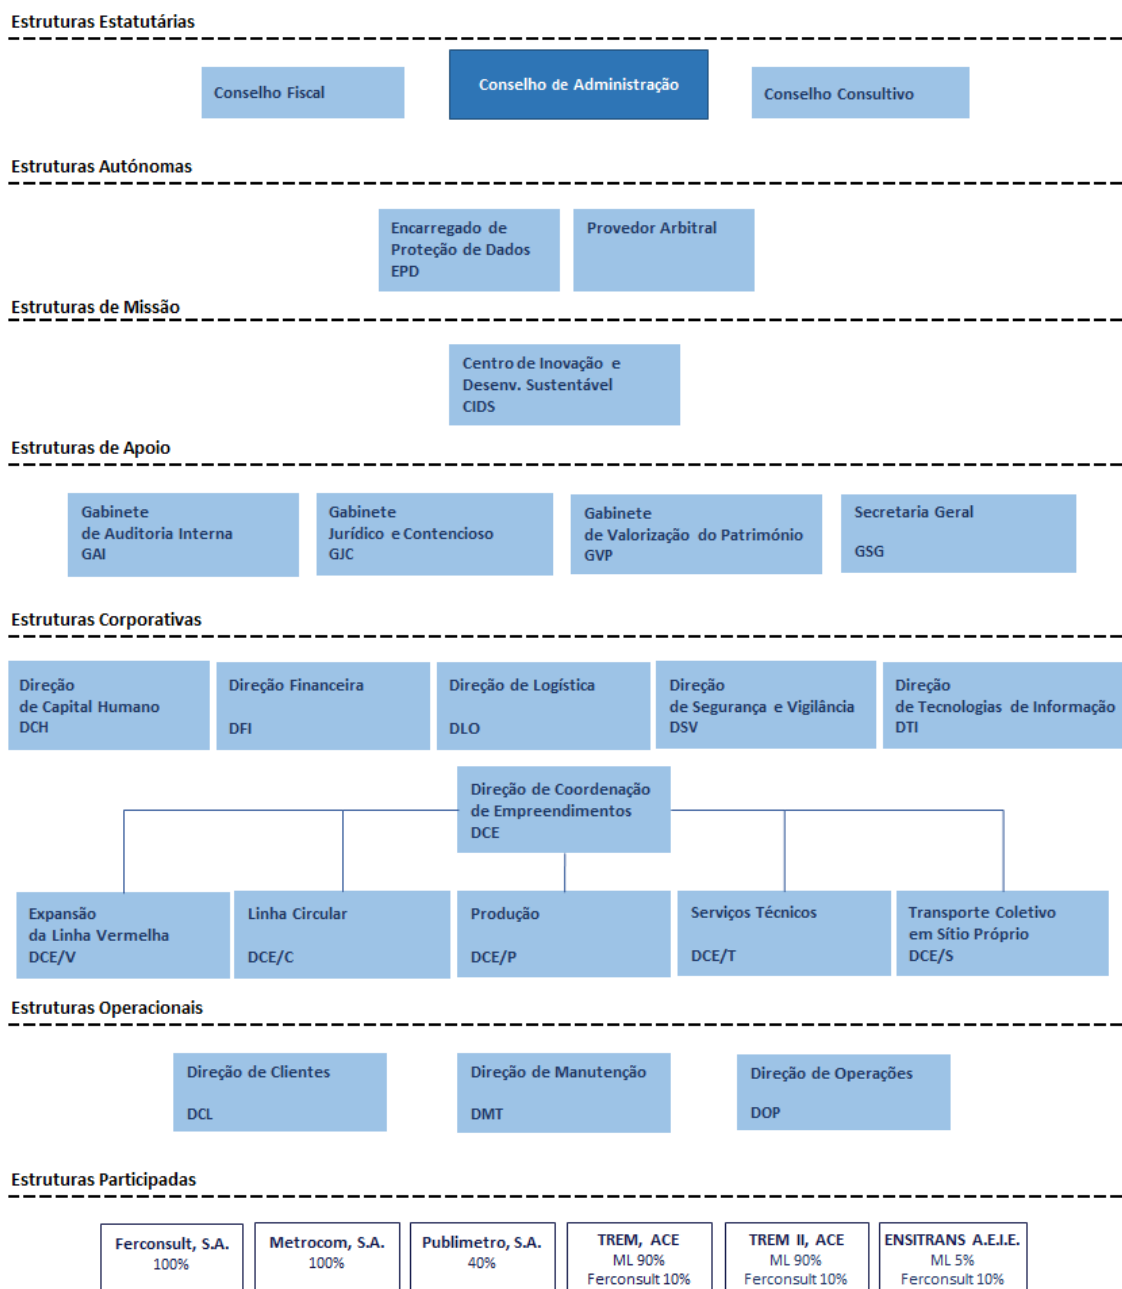 Estruturas Estatutárias
Conselho Fiscal
Conselho de Administração
Conselho Consultivo
Estruturas Autónomas
Encarregado de
Proteção de Dados
EPD
Provedor Arbitral
Estruturas de Missão
Centro de Inovação e
Desenv. Sustentável
CIDS
Estruturas de Apoio
Gabinete
de Auditoria Interna
GAI
Gabinete
Jurídico e Contencioso
GJC
Gabinete
de Valorização do Património
GVP
Secretaria Geral
GSG
Estruturas Corporativas
Direção
de Capital Humano
DCH
Direção Financeira
DFI
Direção de Logística
DLO
Direção
de Segurança e Vigilância
DSV
Direção
de Tecnologias de Informação
DTI
Direção de Coordenação
de Empreendimentos
DCE
Expansão
da Linha Vermelha
DCE/V
Linha Circular
DCE/C
Produção
DCE/P
Serviços Técnicos
DCE/T
Transporte Coletivo
em Sítio Próprio
DCE/S
Estruturas Operacionais
Direção de Clientes
DCL
Direção de Manutenção
DMT
Direção de Operações
DOP
Estruturas Participadas
Ferconsult, S.A.
100%
Metrocom, S.A.
100%
Publimetro, S.A.
40%
TREM, ACE
ML 90%
Ferconsult 10%
TREM II, ACE
ML 90%
Ferconsult 10%
ENSITRANS A.E.I.E.
ML 5%
Ferconsult 10%